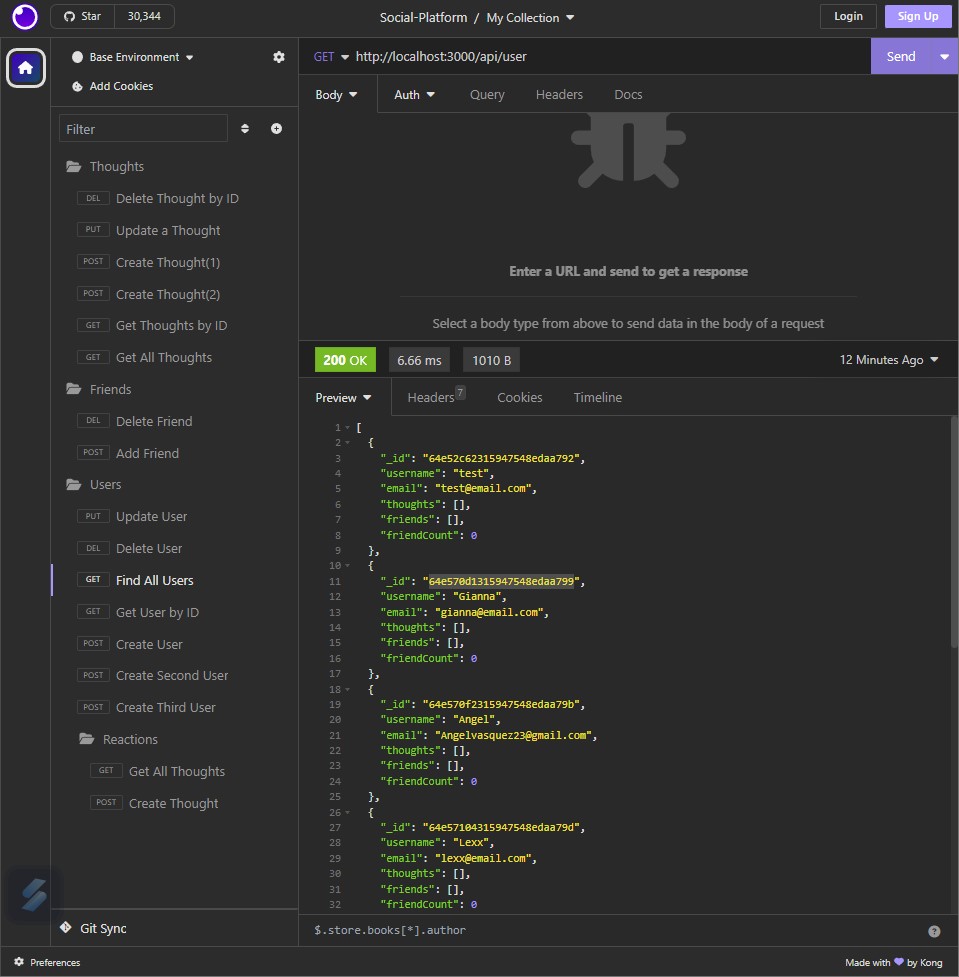 Star 30,344
Social-Platform / My Collection
Login
Sign Up
Base Environment
Add Cookies
Filter
Thoughts
DEL Delete Thought by ID
PUT Update a Thought
POST Create Thought(1)
POST Create Thought(2)
GET Get Thoughts by ID
GET Get All Thoughts
Friends
DEL Delete Friend
POST Add Friend
Users
PUT Update User
DEL Delete User
GET Find All Users
GET Get User by ID
POST Create User
POST Create Second User
POST Create Third User
Reactions
GET Get All Thoughts
POST Create Thought
Git Sync
GET http://localhost:3000/api/user
Send
Body Auth Query Headers Docs
Enter a URL and send to get a response
Select a body type from above to send data in the body of a request
200 OK 6.66 ms 1010 B 12 Minutes Ago
Preview Headers 7 Cookies Timeline
1 [
2 {
3 "_id": "64e52c62315947548edaa792",
4 "username": "test",
5 "email": "test@email.com",
6 "thoughts": [],
7 "friends": [],
8 "friendCount": 0
9 },
10 {
11 "_id": "64e570d1315947548edaa799",
12 "username": "Gianna",
13 "email": "gianna@email.com",
14 "thoughts": [],
15 "friends": [],
16 "friendCount": 0
17 },
18 {
19 "_id": "64e570f2315947548edaa79b",
20 "username": "Angel",
21 "email": "Angelvasquez23@gmail.com",
22 "thoughts": [],
23 "friends": [],
24 "friendCount": 0
25 },
26 {
27 "_id": "64e57104315947548edaa79d",
28 "username": "Lexx",
29 "email": "lexx@email.com",
30 "thoughts": [],
31 "friends": [],
32 "friendCount": 0
$.store.books[*].author
Preferences
Made with by Kong